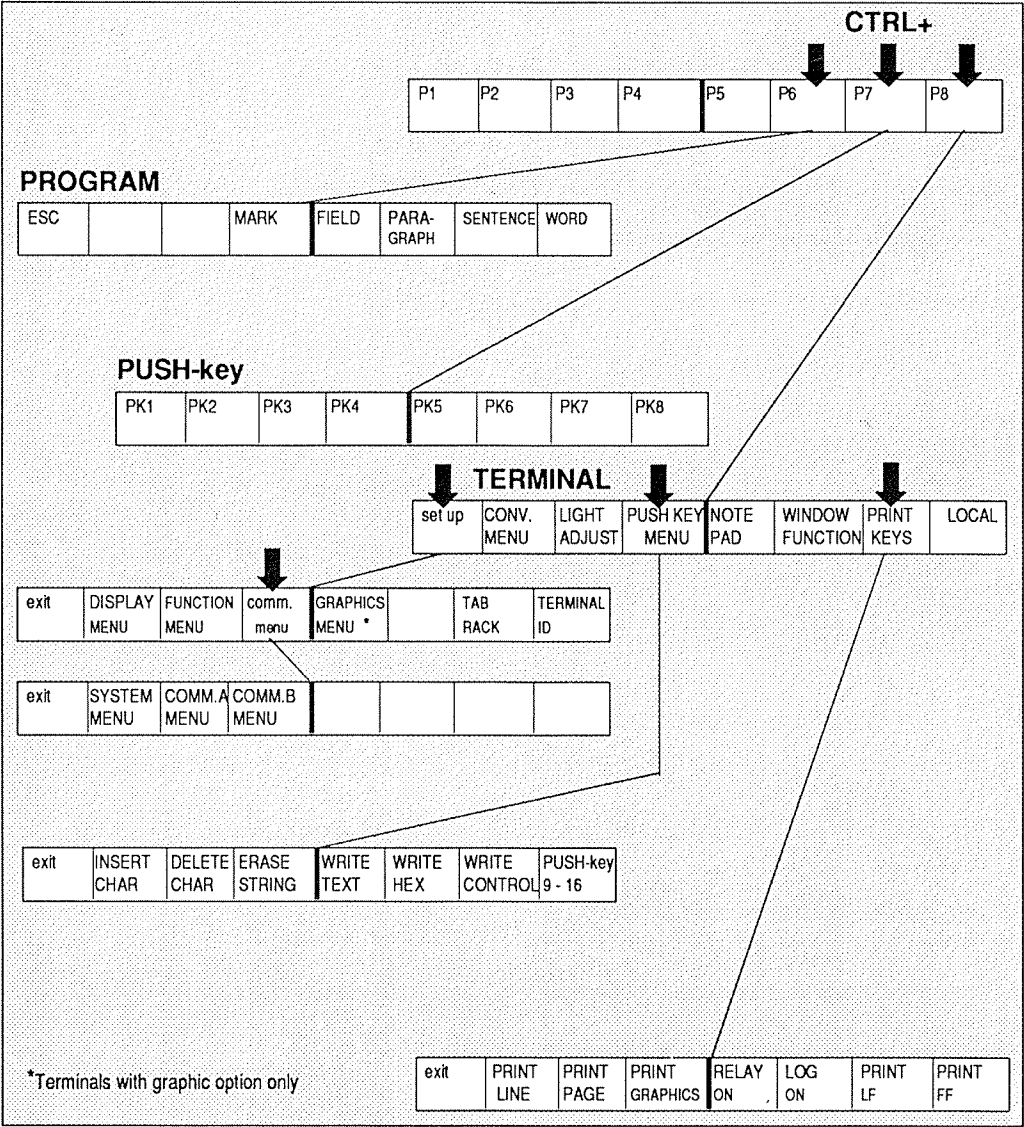 CTRL+
P1 P2 P3 P4 P5 P6 P7 P8
PROGRAM
ESC MARK FIELD PARA- SENTENCE WORD
GRAPH
PUSH-key
PK1 PK2 PK3 PK4 PK5 PK6 PK7 PK8
TERMINAL
set up CONV. LIGHT PUSH KEY NOTE WINDOW PRINT LOCAL
MENU ADJUST MENU PAD FUNCTION KEYS
exit DISPLAY FUNCTION comm. GRAPHICS TAB TERMINAL
MENU MENU menu MENU * RACK ID
exit SYSTEM COMM.A COMM.B
MENU MENU MENU
exit INSERT DELETE ERASE WRITE WRITE WRITE PUSH-key
CHAR CHAR STRING TEXT HEX CONTROL 9 - 16
exit PRINT PRINT PRINT RELAY LOG PRINT PRINT
LINE PAGE GRAPHICS ON ON LF FF
*Terminals with graphic option only